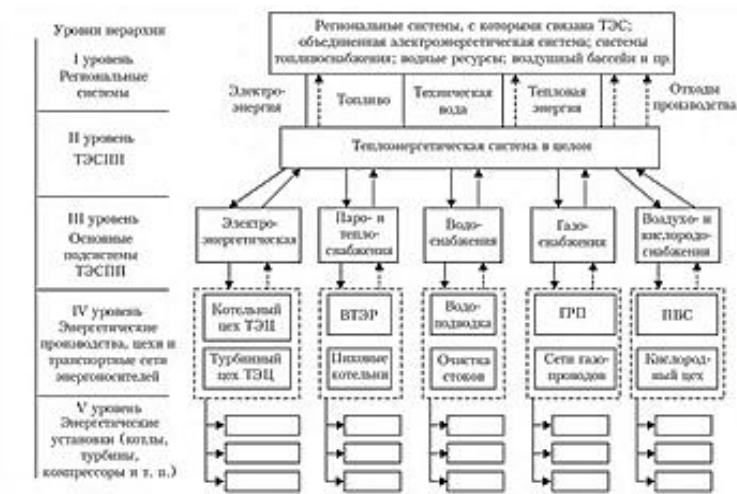 Уровни иерархии
I уровень
Региональные
системы
II уровень
ТЭСПП
III уровень
Основные
подсистемы
ТЭСПП
IV уровень
Энергетические
производства, цехи и
транспортные сети
энергоносителей
V уровень
Энергетические
установки (котлы,
турбины,
компрессоры и т. п.)
Региональные системы, с которыми связана ТЭС;
объединенная электроэнергетическая система; системы
топливоснабжения; водные ресурсы; воздушный бассейн и пр.
Электро-
энергия
Топливо
Техническая
вода
Тепловая
энергия
Отходы
производства
Теплоэнергетическая система в целом
Электро-
энергетическая
Паро- и
тепло-
снабжения
Водо-
снабжения
Газо-
снабжения
Воздухо- и
кислородо-
снабжения
Котельный
цех ТЭЦ
Турбинный
цех ТЭЦ
ВТЭР
Пиковые
котельни
Водо-
подводка
Очистка
стоков
ГРП
Сети газо-
проводов
ПВС
Кислород-
ный цех